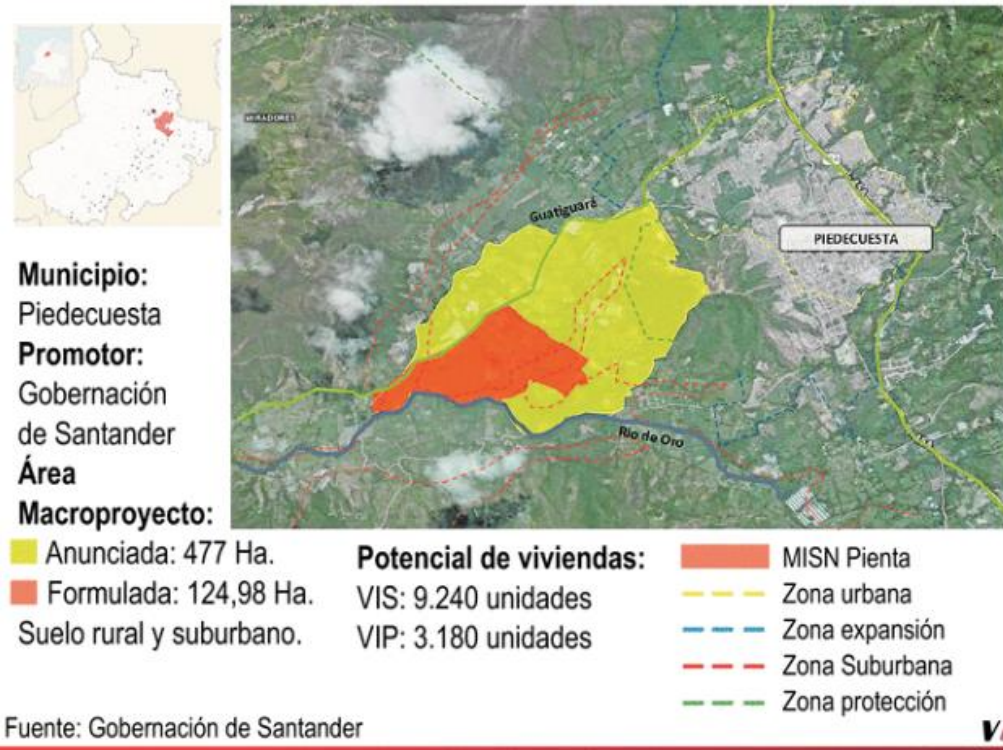 MIRADORES
Guatiguará
PIEDECUESTA
Río de Oro
Municipio:
Piedecuesta
Promotor:
Gobernación
de Santander
Área
Macroproyecto:
Anunciada: 477 Ha.
Formulada: 124,98 Ha.
Suelo rural y suburbano.
Potencial de viviendas:
VIS: 9.240 unidades
VIP: 3.180 unidades
MISN Pienta
Zona urbana
Zona expansión
Zona Suburbana
Zona protección
Fuente: Gobernación de Santander
V